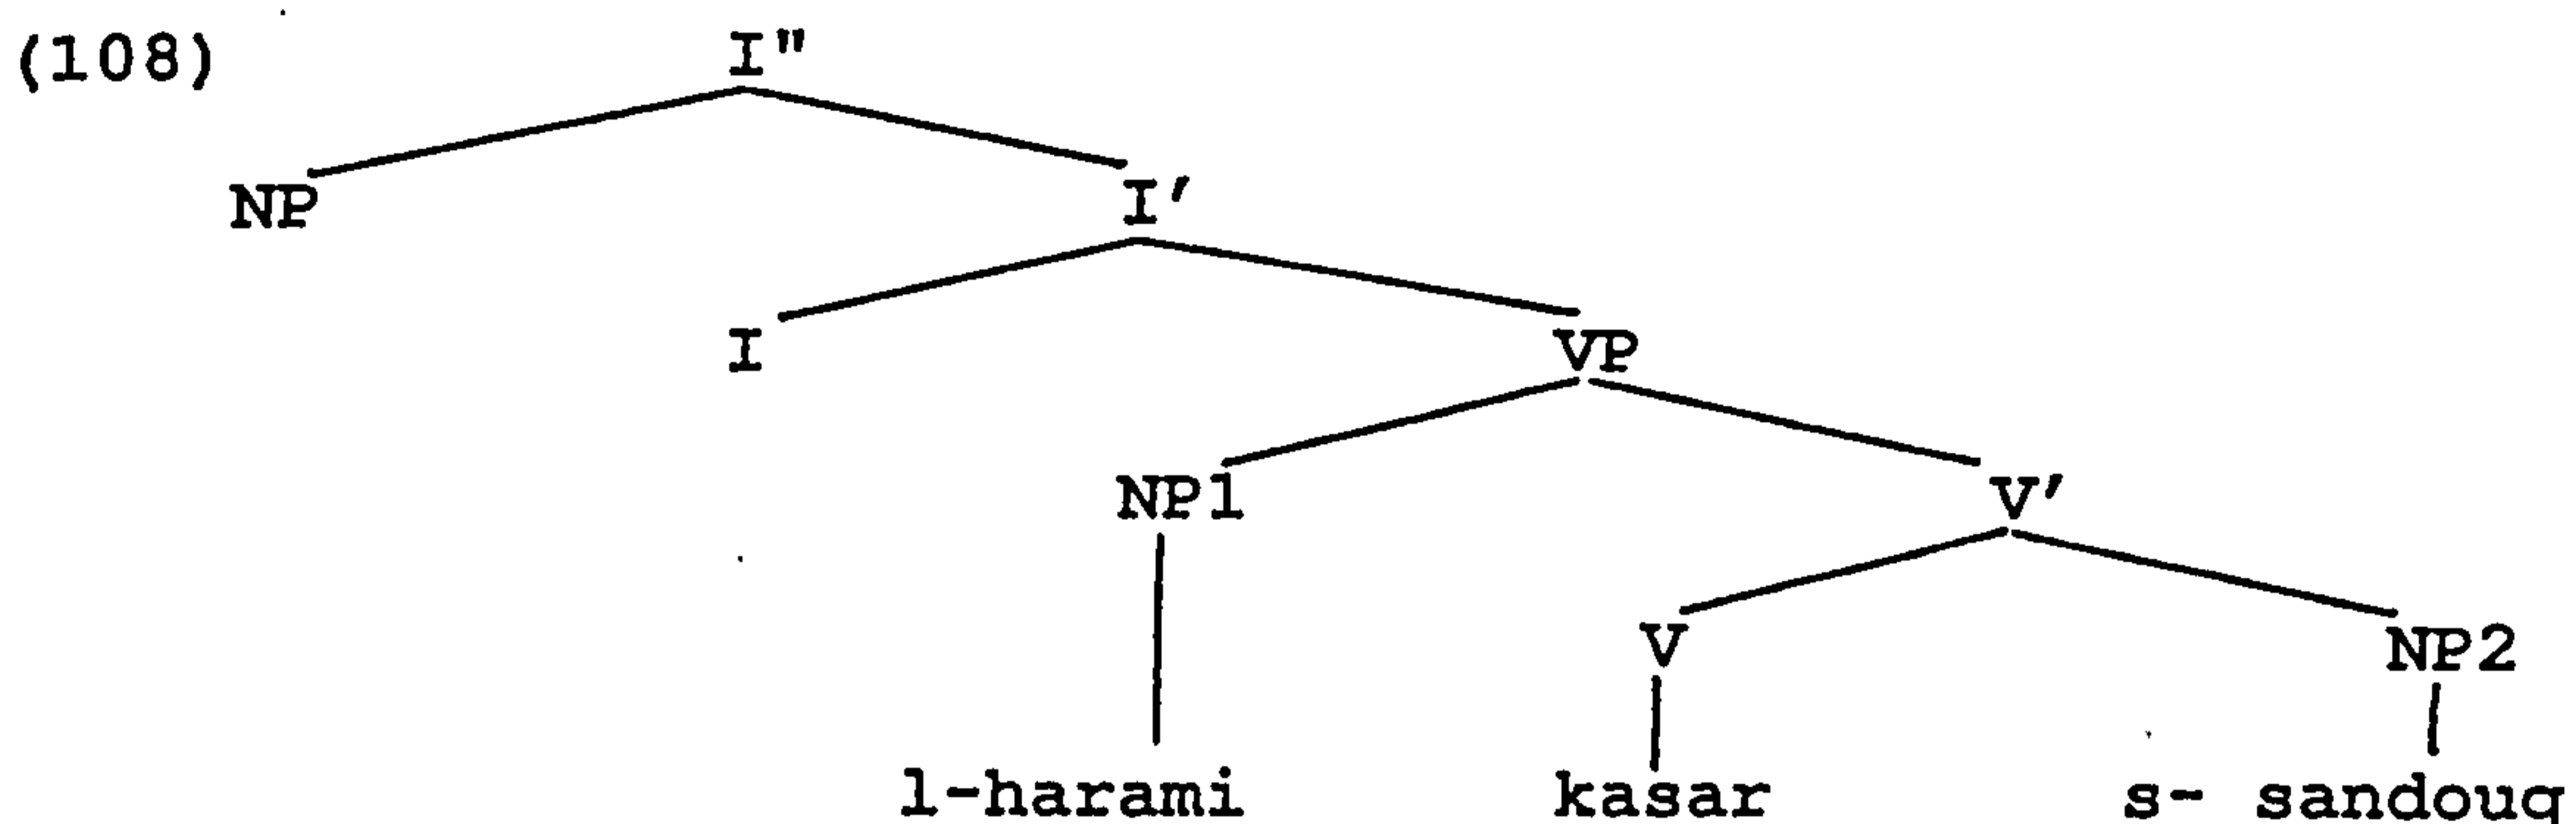 (108) I"
NP I'
I VP
NP1 V'
V NP2
l-harami kasar s- sandouq